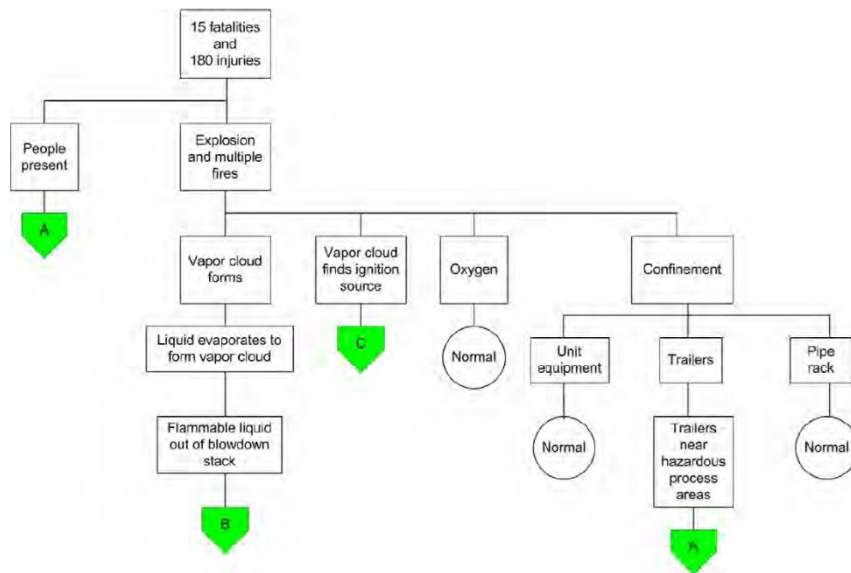 15 fatalities
and
180 injuries
People
present
Explosion
and multiple
fires
A
Vapor cloud
forms
Vapor cloud
finds ignition
source
Oxygen
Confinement
Liquid evaporates to
form vapor cloud
C
Normal
Unit
equipment
Trailers
Pipe
rack
Flammable liquid
out of blowdown
stack
Normal
Trailers
near
hazardous
process
areas
Normal
B
A